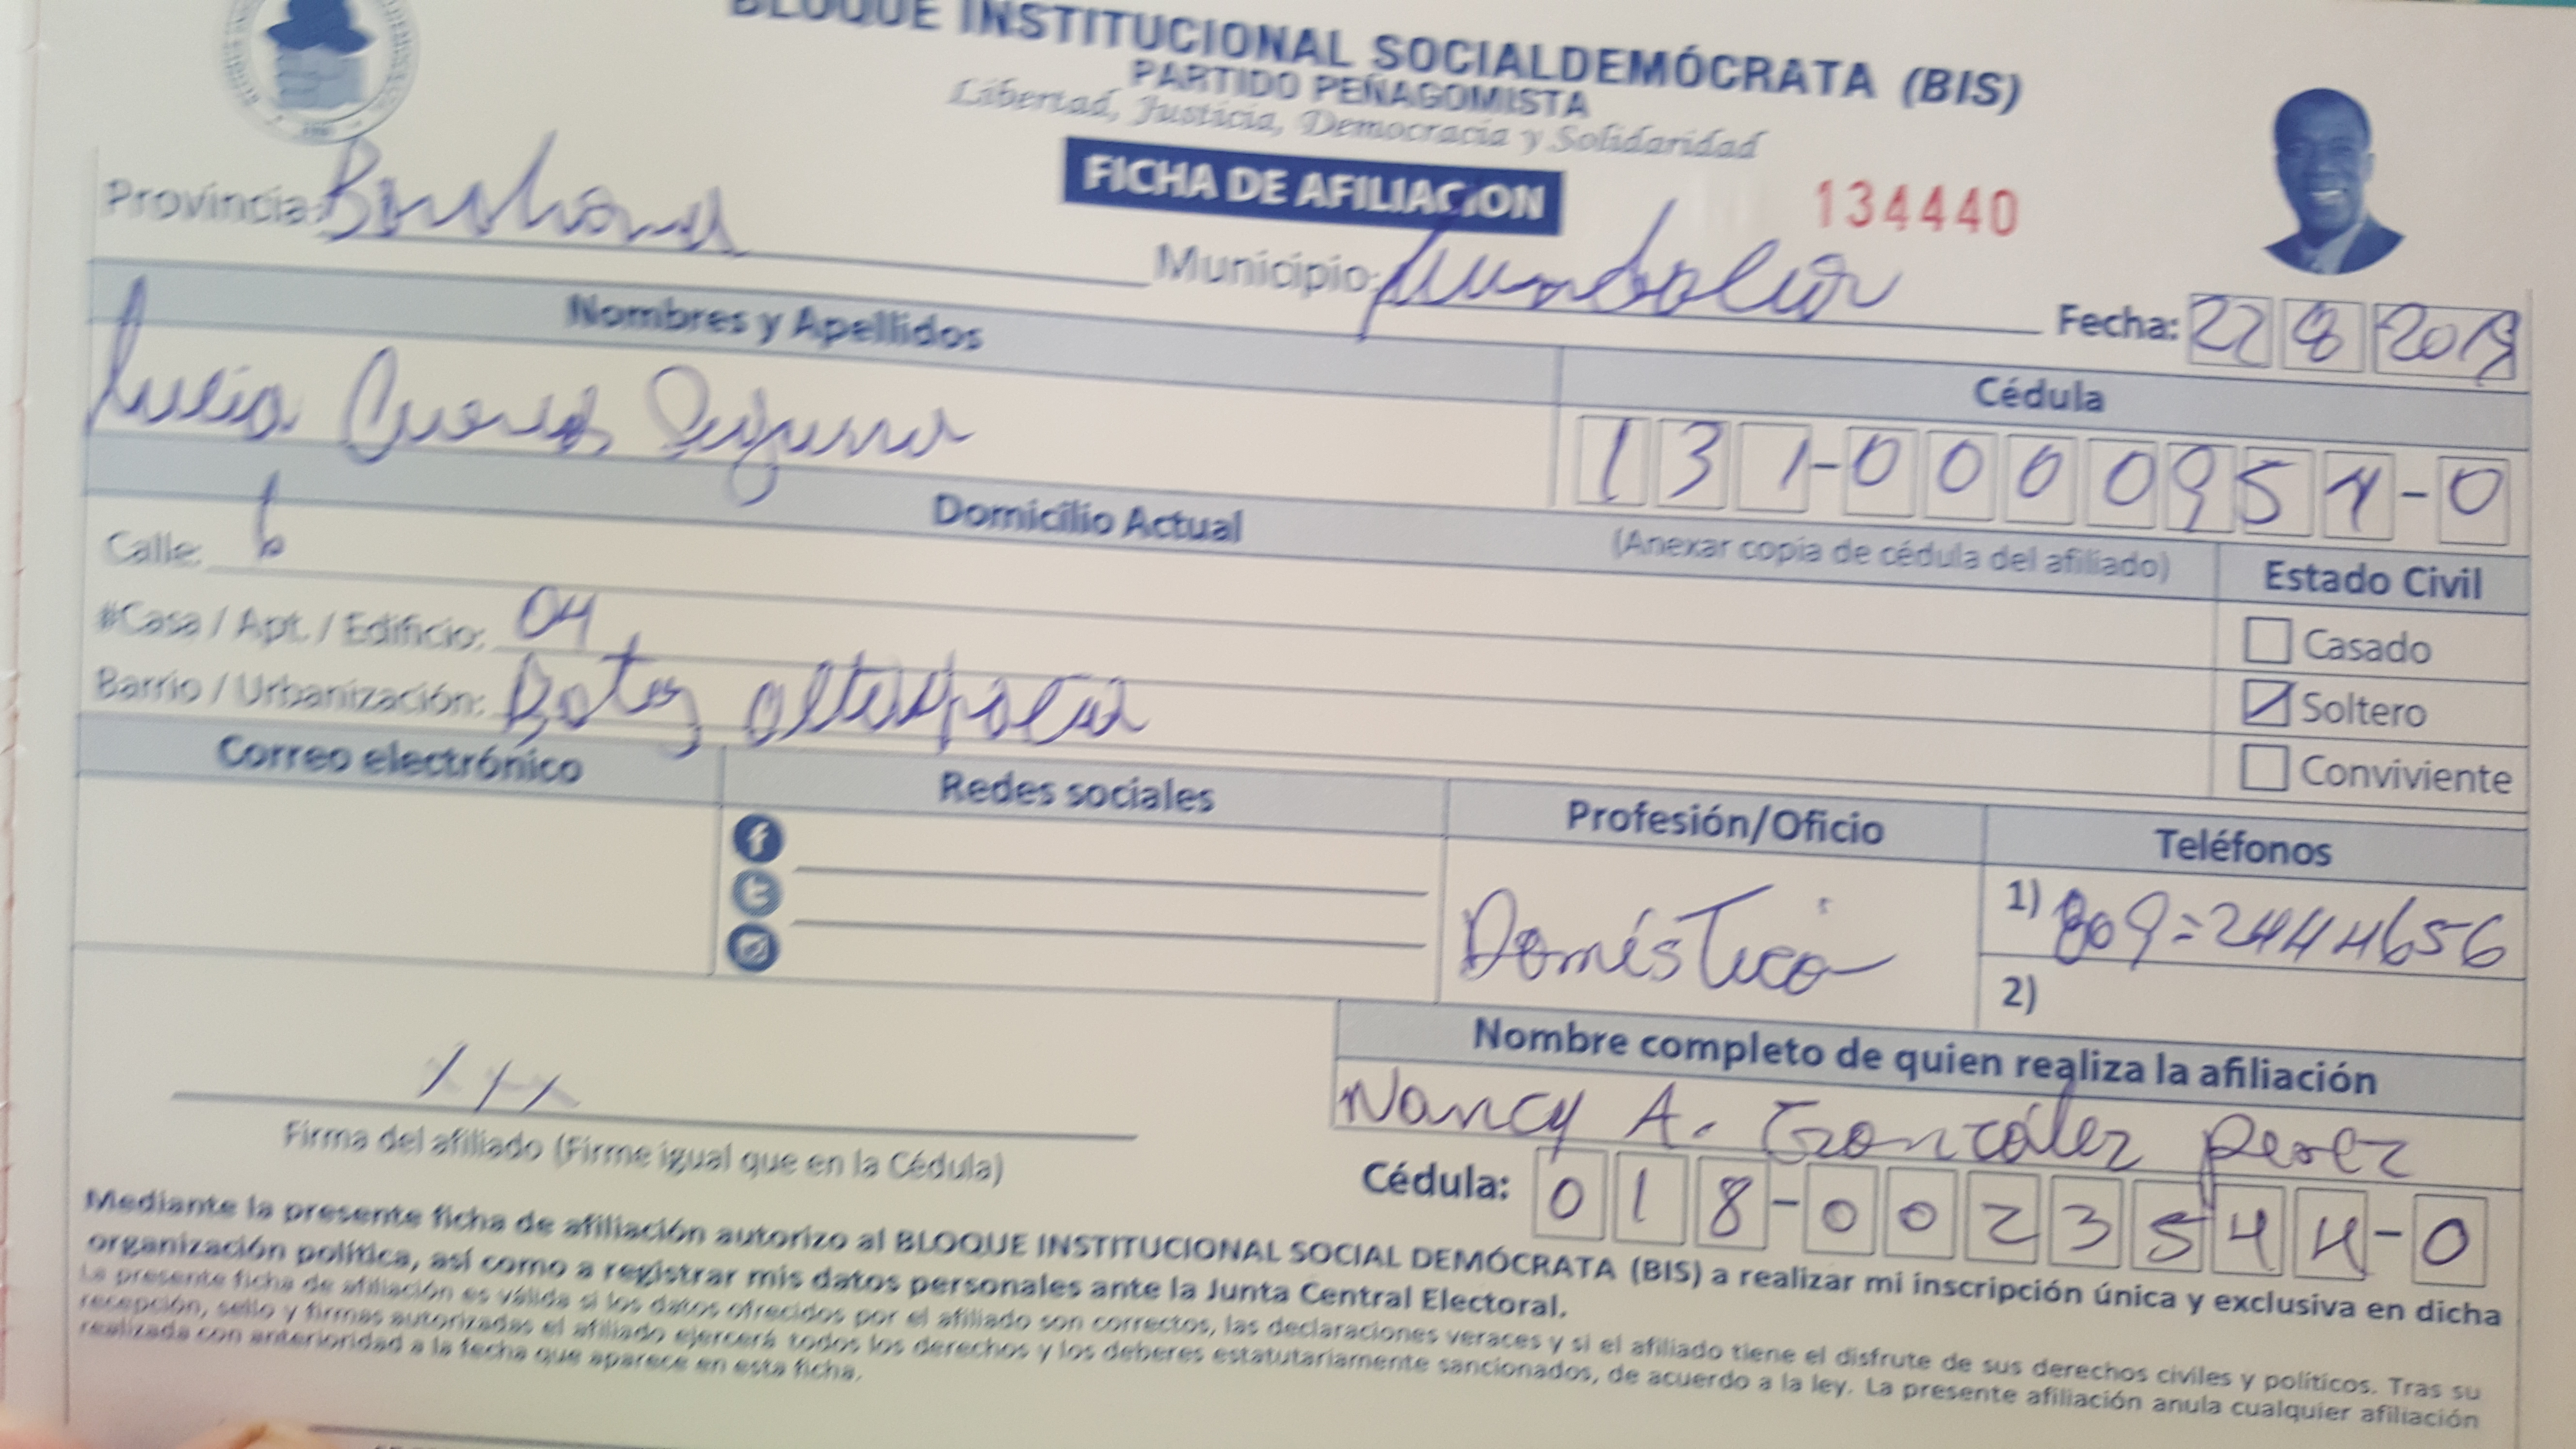 BLOQUE INSTITUCIONAL SOCIALDEMÓCRATA (BIS)
PARTIDO PEÑAGOMISTA
Libertad, Justicia, Democracia y Solidaridad
FICHA DE AFILIACION
134440
Provincia:
Municipio:
Fecha: 22 8 2019
Nombres y Apellidos
Cédula
Lucia Cuevas Segura
131-0000954-0
Domicilio Actual
(Anexar copia de cédula del afiliado)
Estado Civil
Calle: 6
#Casa / Apt. / Edificio: 04
Barrio / Urbanización: Batey
Casado
Soltero
Conviviente
Correo electrónico
Redes sociales
Profesión/Oficio
Teléfonos
Doméstica
1) 809=2444656
2)
xxx
Firma del afiliado (Firme igual que en la Cédula)
Nombre completo de quien realiza la afiliación
Nancy A. González perez
Cédula: 018-0023544-0
Mediante la presente ficha de afiliación autorizo al BLOQUE INSTITUCIONAL SOCIAL DEMÓCRATA (BIS) a realizar mi inscripción única y exclusiva en dicha
organización política, así como a registrar mis datos personales ante la Junta Central Electoral.
La presente ficha de afiliación es válida si los datos ofrecidos por el afiliado son correctos, las declaraciones veraces y si el afiliado tiene el disfrute de sus derechos civiles y políticos. Tras su
recepción, sello y firmas autorizadas el afiliado ejercerá todos los derechos y los deberes estatutariamente sancionados, de acuerdo a la ley. La presente afiliación anula cualquier afiliación
realizada con anterioridad a la fecha que aparece en esta ficha.